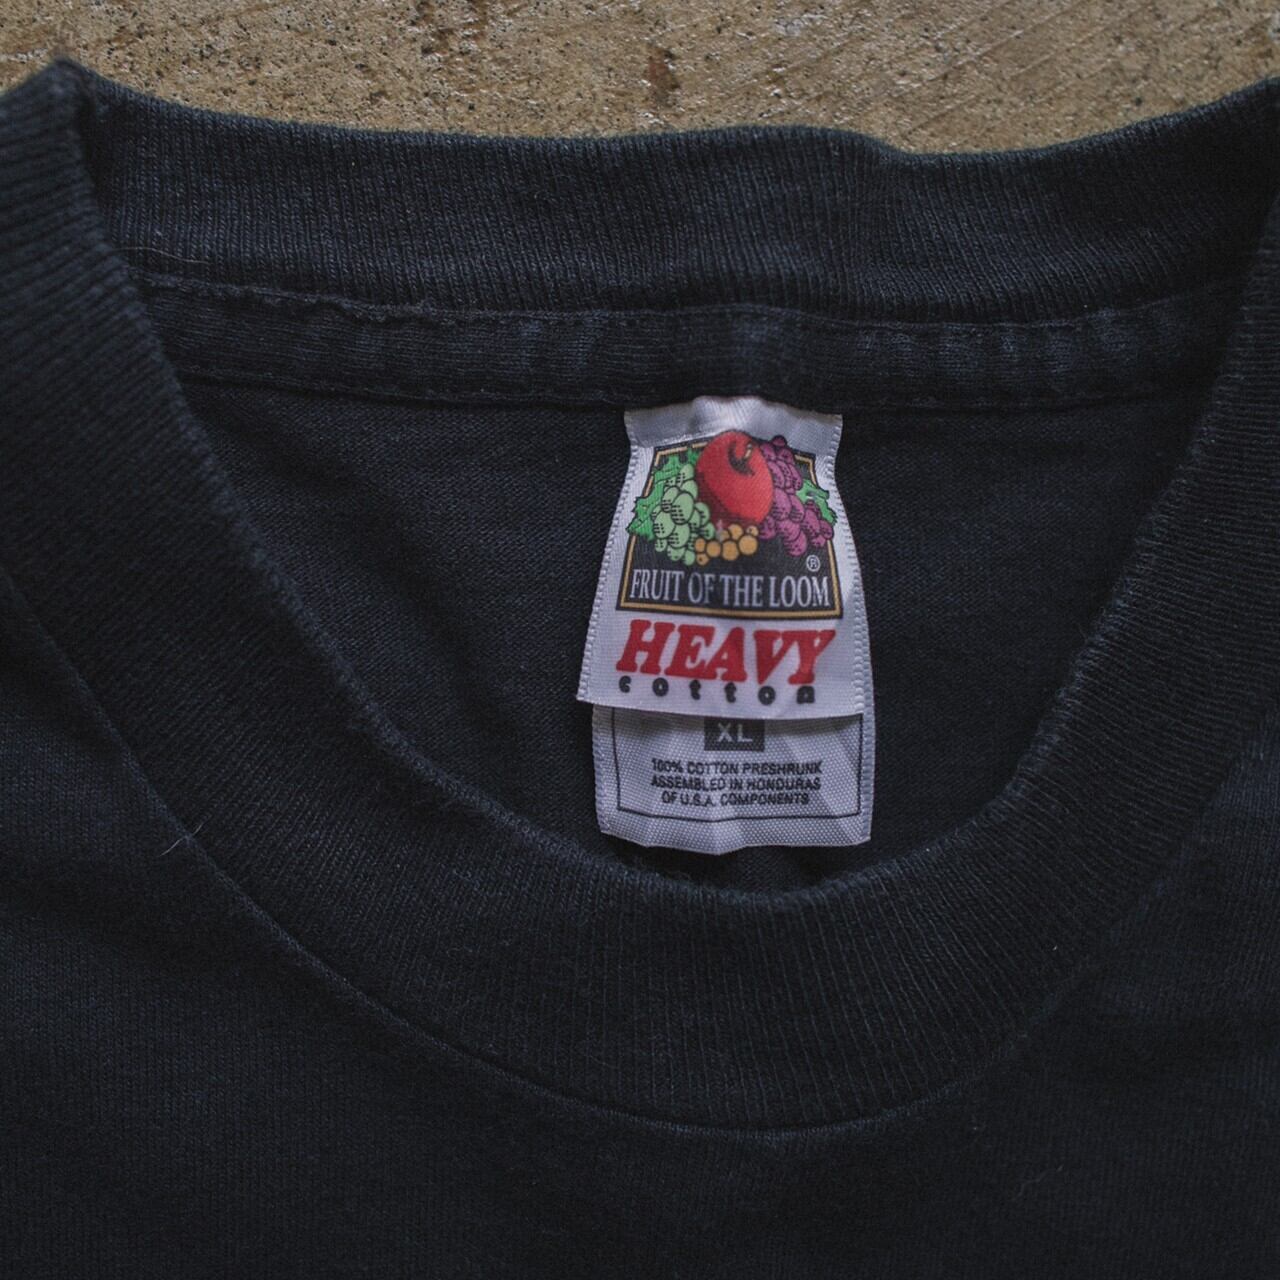 ®
FRUIT OF THE LOOM
HEAVY
cotton
XL
100% COTTON PRESHRUNK
ASSEMBLED IN HONDURAS
OF U.S.A. COMPONENTS